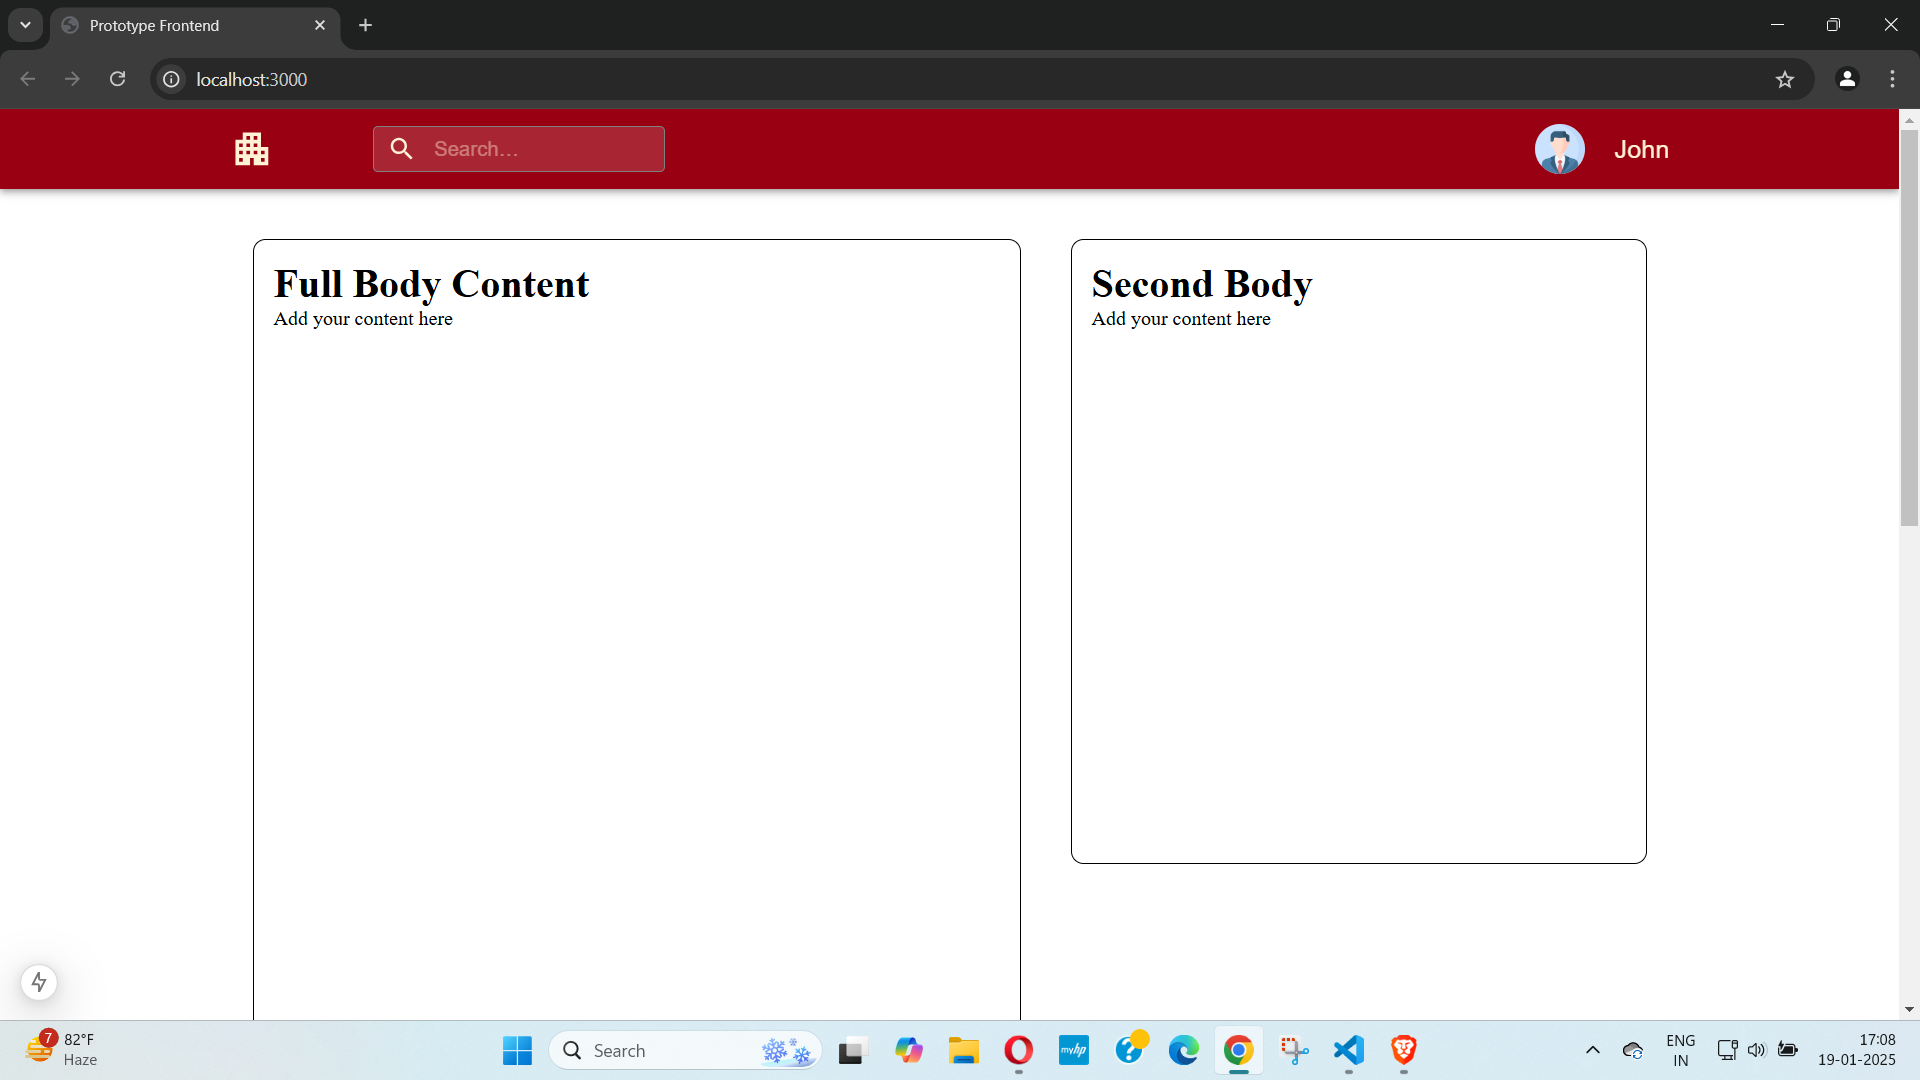 Prototype Frontend
localhost:3000
Search…
John
Full Body Content
Add your content here
Second Body
Add your content here
7
82°F
Haze
Search
myhp
ENG
IN
17:08
19-01-2025